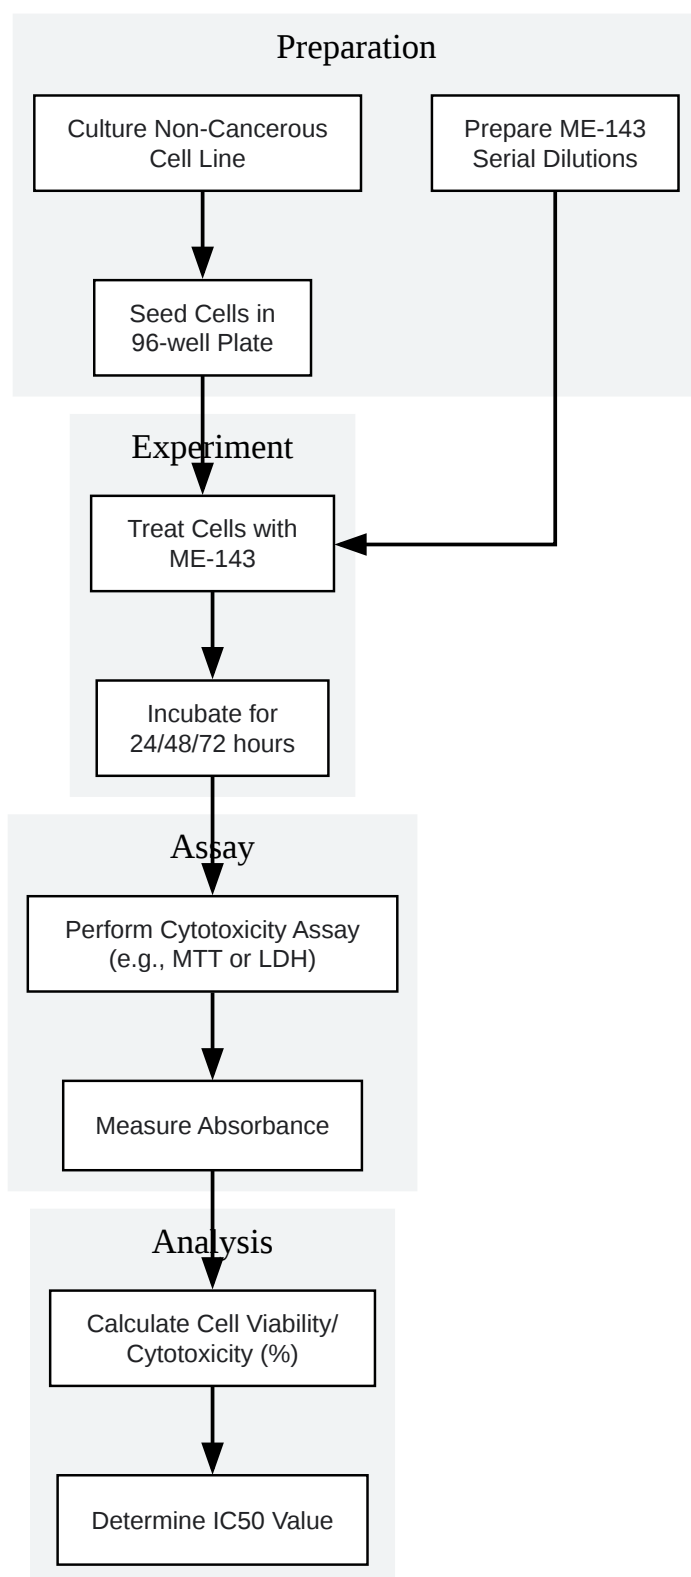 Preparation
Culture Non-Cancerous
Cell Line
Prepare ME-143
Serial Dilutions
Seed Cells in
96-well Plate
Experiment
Treat Cells with
ME-143
Incubate for
24/48/72 hours
Assay
Perform Cytotoxicity Assay
(e.g., MTT or LDH)
Measure Absorbance
Analysis
Calculate Cell Viability/
Cytotoxicity (%)
Determine IC50 Value